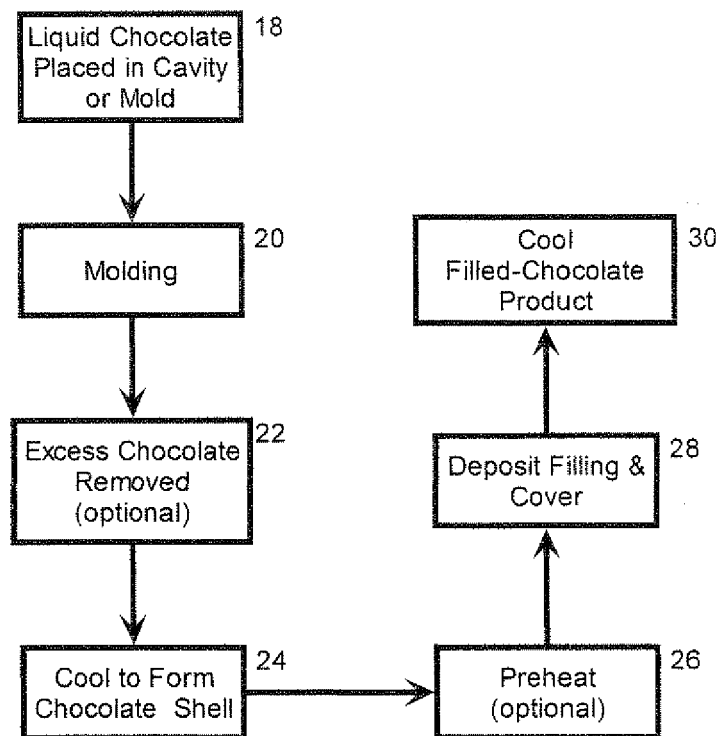 Liquid Chocolate
Placed in Cavity
or Mold
18
Molding
20
Excess Chocolate
Removed
(optional)
22
Cool to Form
Chocolate Shell
24
Preheat
(optional)
26
Deposit Filling &
Cover
28
Cool
Filled-Chocolate
Product
30